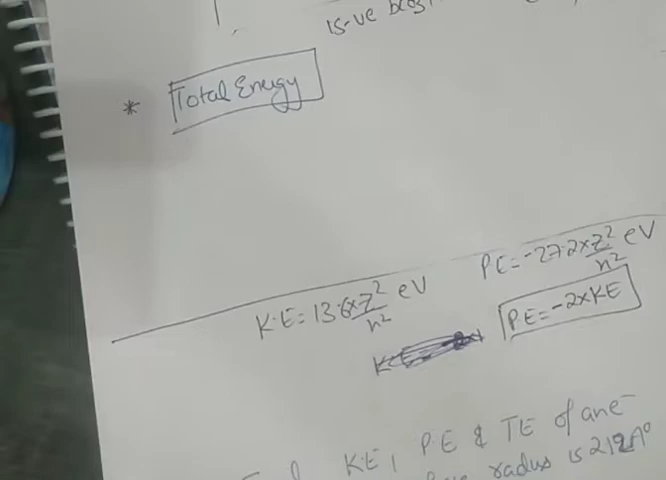 is -ve
* Total Energy
K.E = 13.6 x Z²/n² eV PE = -27.2 x Z²/n² eV
PE = -2 x KE
KE, PE & TE of an e⁻
radius is 2.12 A°